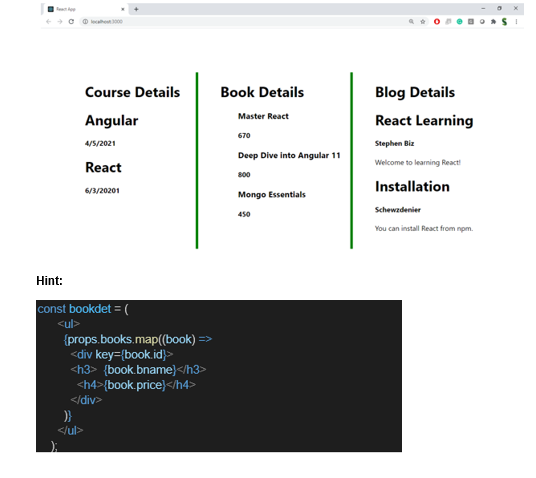 React App
localhost:3000
Course Details
Angular
4/5/2021
React
6/3/20201
Book Details
Master React
670
Deep Dive into Angular 11
800
Mongo Essentials
450
Blog Details
React Learning
Stephen Biz
Welcome to learning React!
Installation
Schewzdenier
You can install React from npm.
Hint:
const bookdet = (
<ul>
{props.books.map((book) =>
<div key={book.id}>
<h3> {book.bname}</h3>
<h4>{book.price}</h4>
</div>
)}
</ul>
);